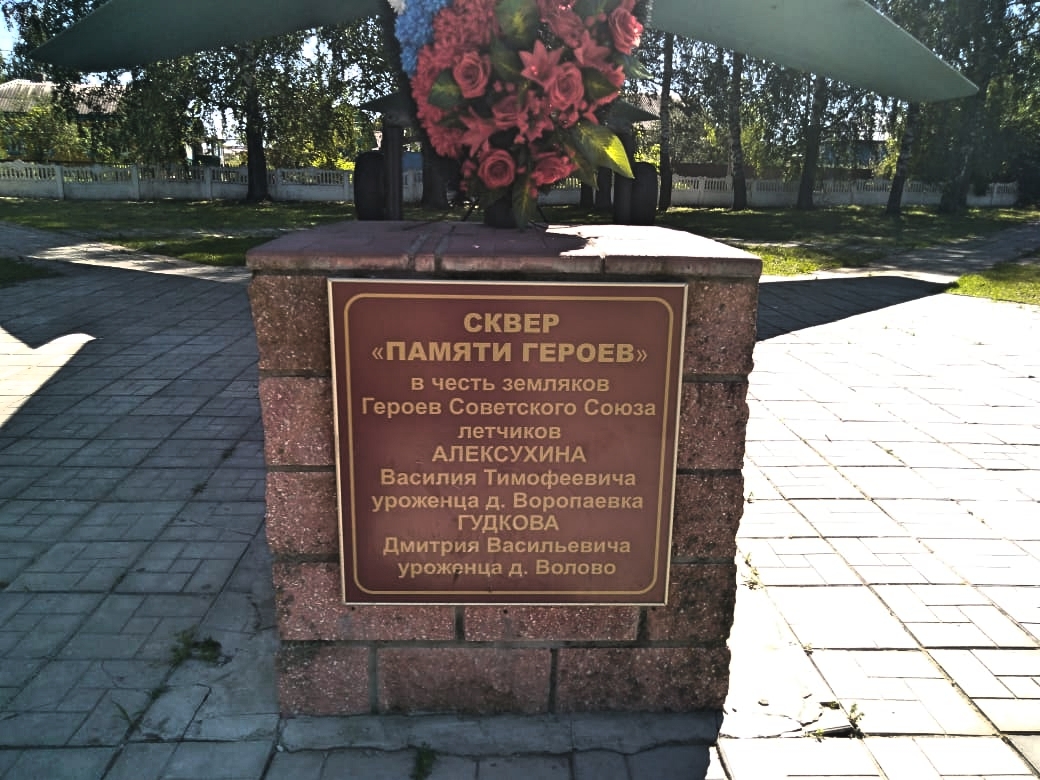 СКВЕР
«ПАМЯТИ ГЕРОЕВ»
в честь земляков
Героев Советского Союза
летчиков
АЛЕКСУХИНА
Василия Тимофеевича
уроженца д. Воропаевка
ГУДКОВА
Дмитрия Васильевича
уроженца д. Волово